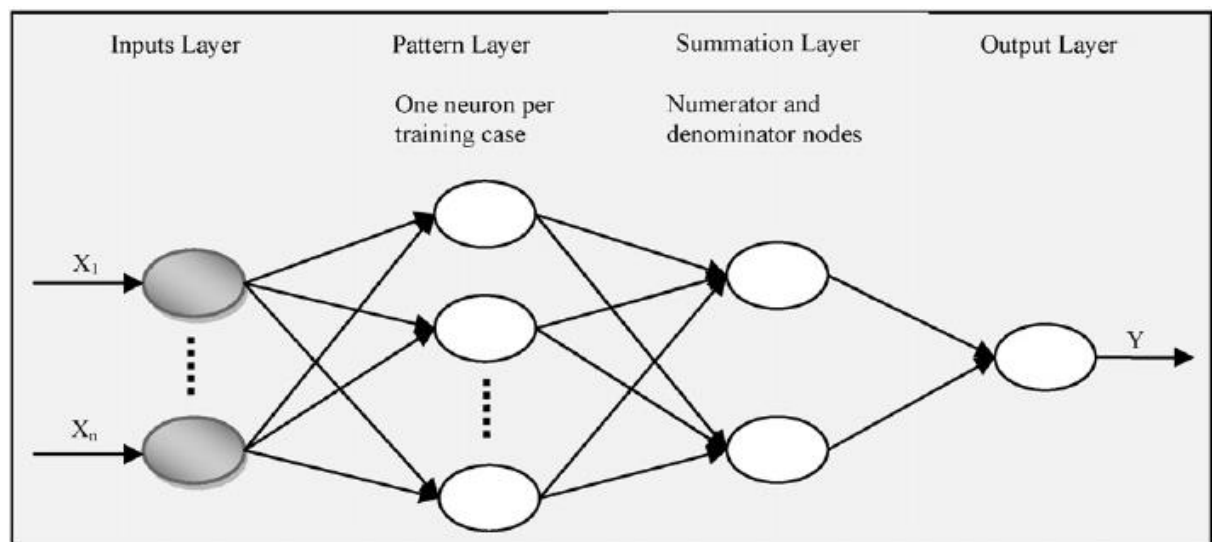 Inputs Layer
Pattern Layer
Summation Layer
Output Layer
One neuron per
training case
Numerator and
denominator nodes
X₁
Xₙ
Y